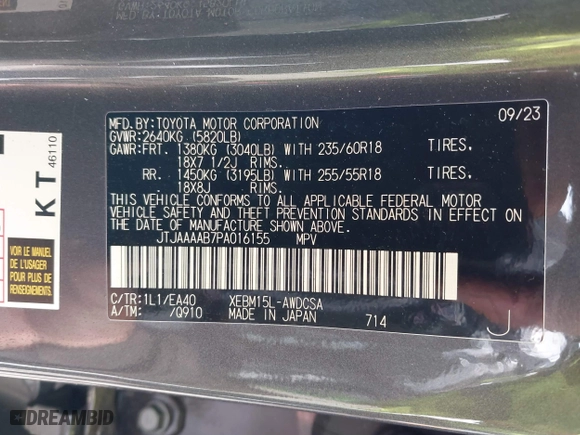 KT
46110
MANUEL DE
L'USAGER
POUR PLUS DE
RENSEIGNEMENTS.
MFD.BY:TOYOTA MOTOR CORPORATION 09/23
GVWR:2640KG (5820LB)
GAWR:FRT. 1380KG (3040LB) WITH 235/60R18 TIRES,
18X7 1/2J RIMS.
RR. 1450KG (3195LB) WITH 255/55R18 TIRES,
18X8J RIMS.
THIS VEHICLE CONFORMS TO ALL APPLICABLE FEDERAL MOTOR
VEHICLE SAFETY AND THEFT PREVENTION STANDARDS IN EFFECT ON
THE DATE OF MANUFACTURE SHOWN ABOVE.
JTJAAAAB7PA016155 MPV
C/TR:1L1/EA40 XEBM15L-AWDCSA
A/TM: /Q910 MADE IN JAPAN 714 J
DREAMBID